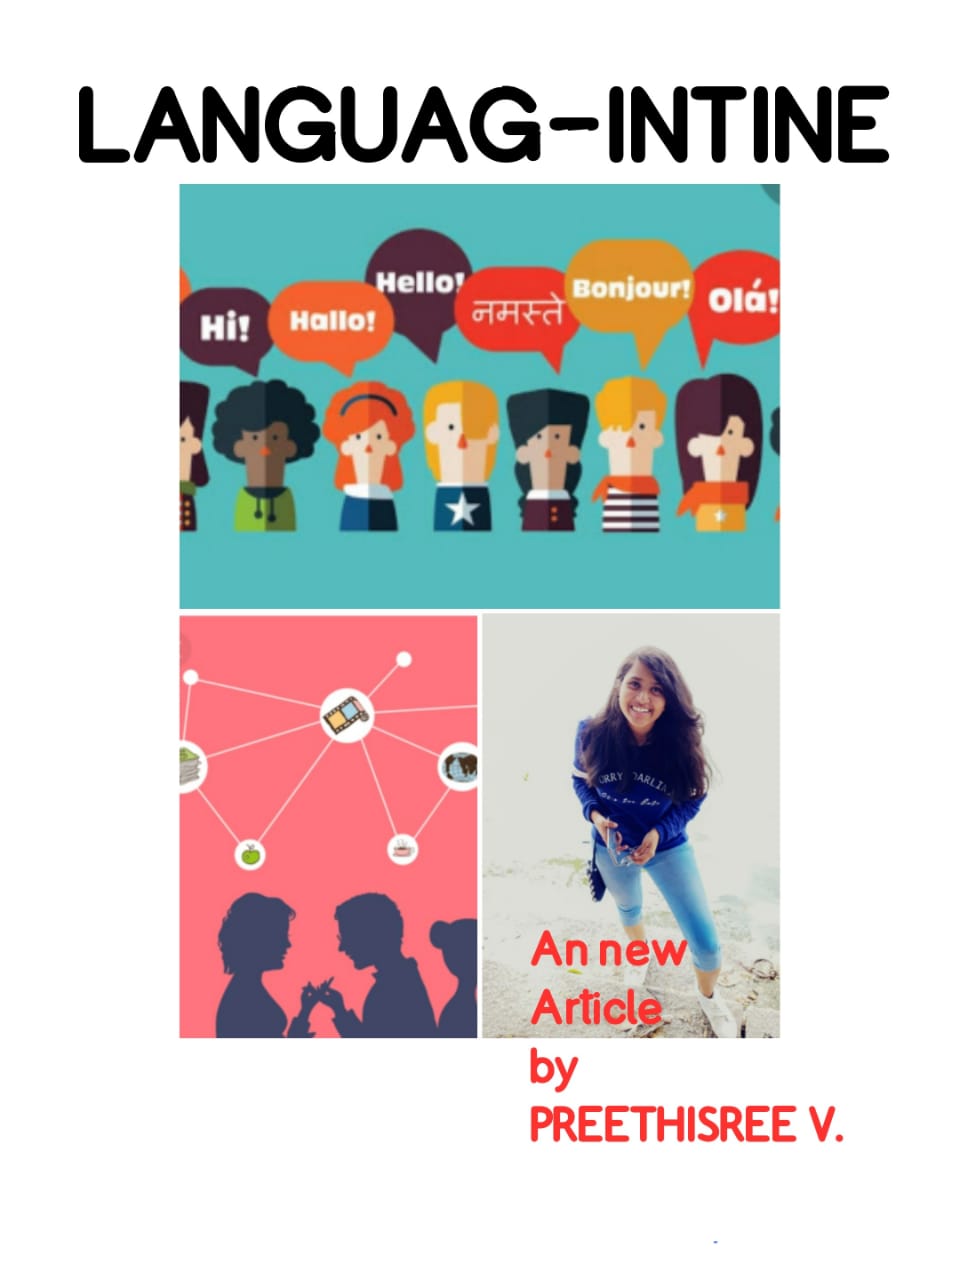 LANGUAG-INTINE
Hi!
Hallo!
Hello!
नमस्ते
Bonjour!
Olá!
An new
Article
by
PREETHISREE V.